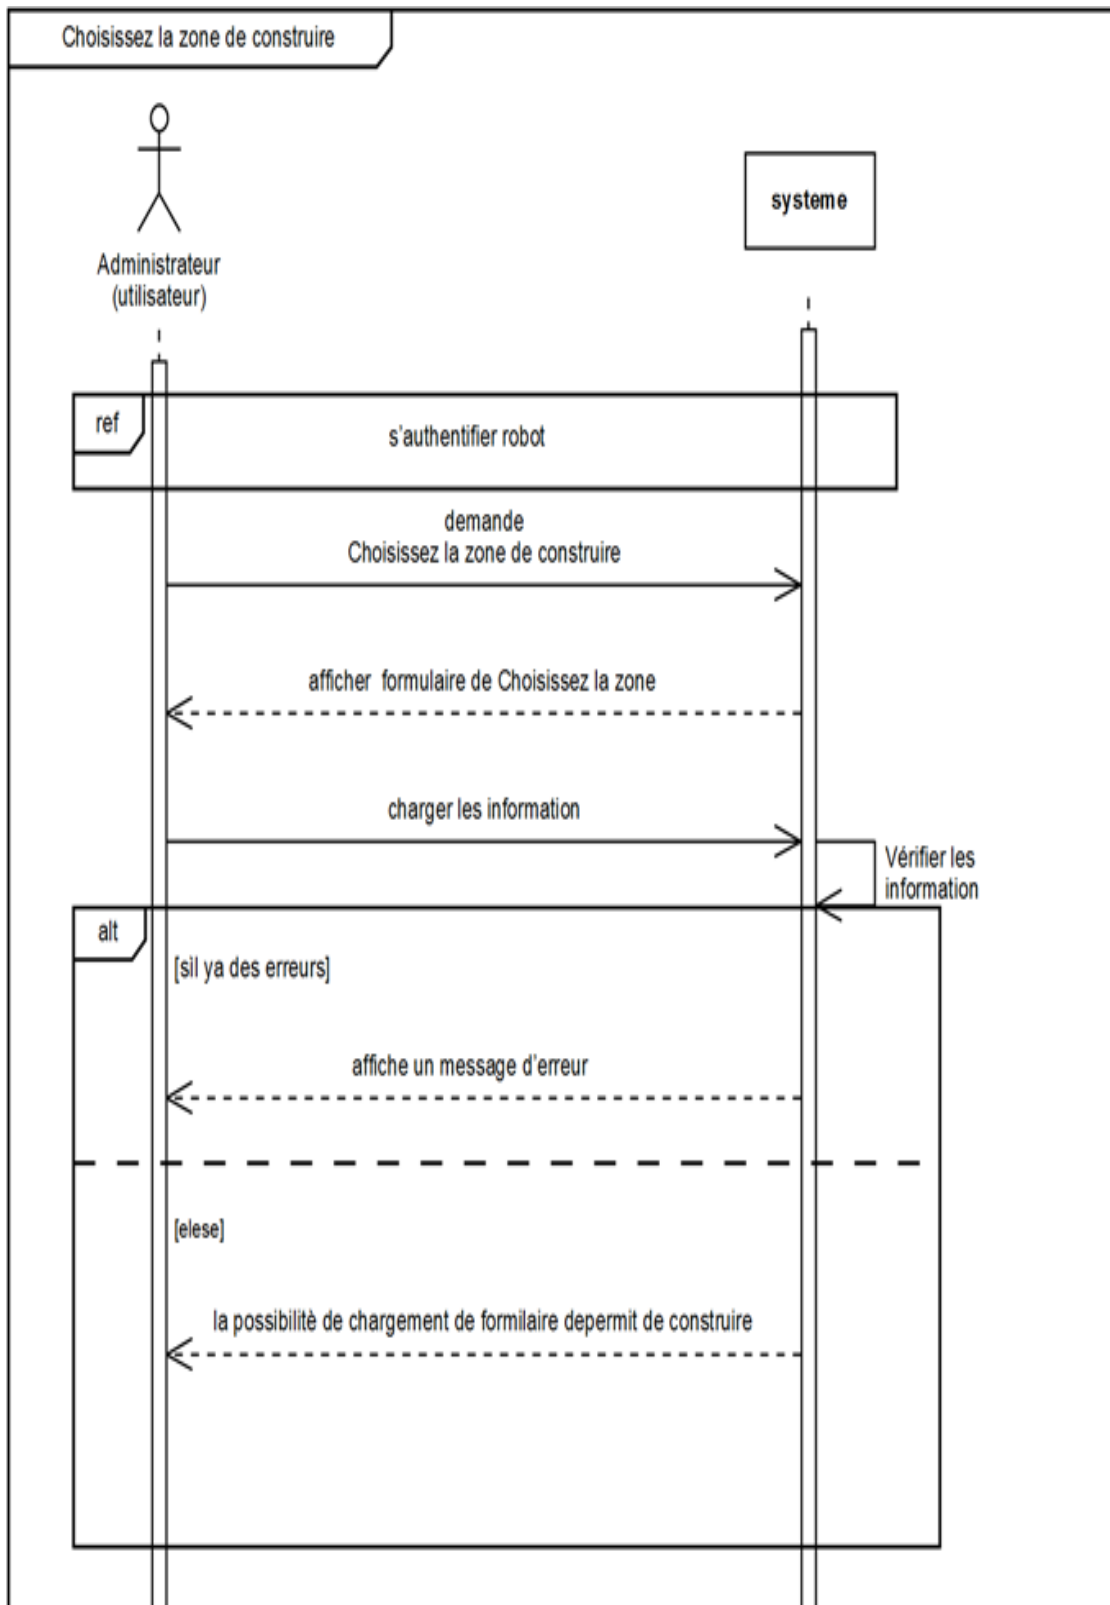 Choisissez la zone de construire
systeme
Administrateur
(utilisateur)
ref
s'authentifier robot
demande
Choisissez la zone de construire
afficher formulaire de Choisissez la zone
charger les information
Vérifier les
information
alt
[sìl ya des erreurs]
affiche un message d'erreur
[elese]
la possibilitè de chargement de formilaire depermit de construire